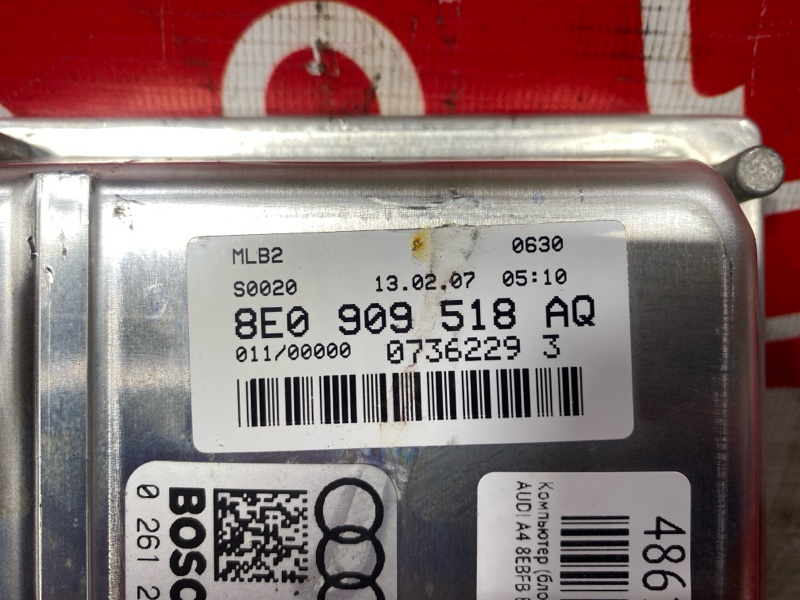 MLB2 0630
S0020 13.02.07 05:10
8E0 909 518 AQ
011/00000 0736229 3
BOSC
0 261 2
486
Компьютер (бло
AUDI A4 8EBFB